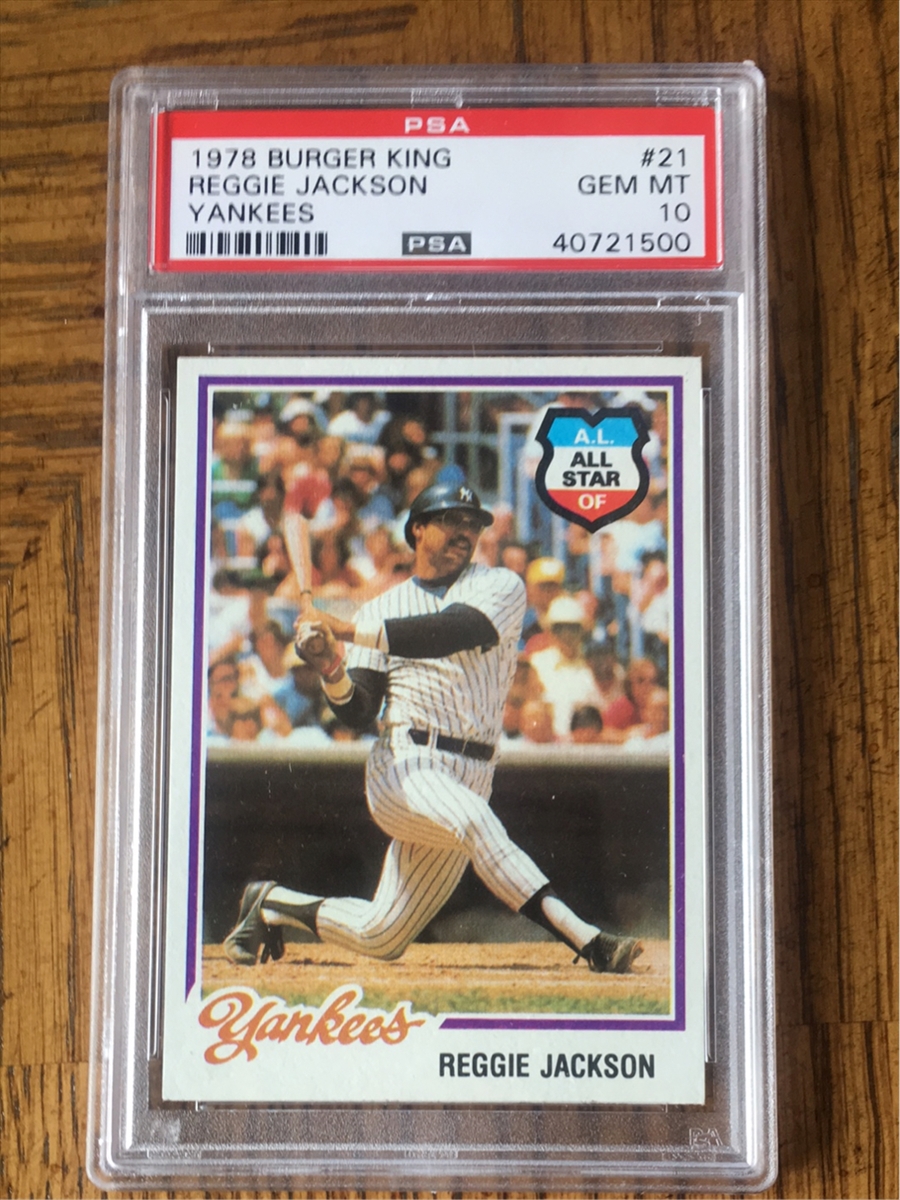 PSA
1978 BURGER KING #21
REGGIE JACKSON GEM MT
YANKEES 10
PSA 40721500
A.L.
ALL
STAR
OF
NY
Yankees
REGGIE JACKSON